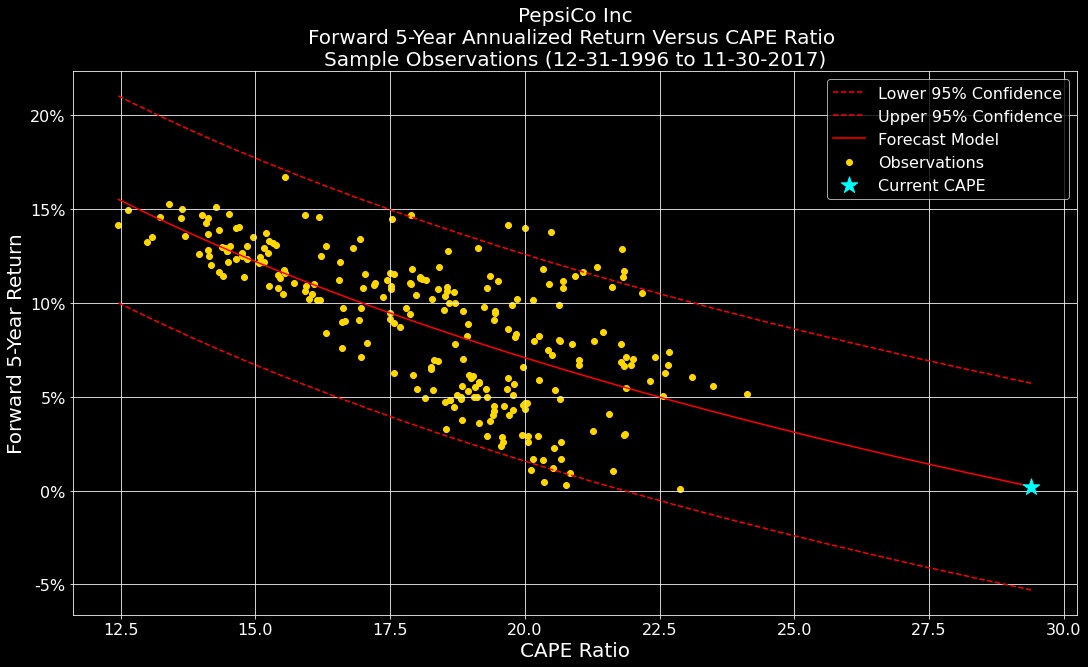 PepsiCo Inc
Forward 5-Year Annualized Return Versus CAPE Ratio
Sample Observations (12-31-1996 to 11-30-2017)
Lower 95% Confidence
Upper 95% Confidence
Forecast Model
Observations
Current CAPE
Forward 5-Year Return
20%
15%
10%
5%
0%
-5%
12.5 15.0 17.5 20.0 22.5 25.0 27.5 30.0
CAPE Ratio